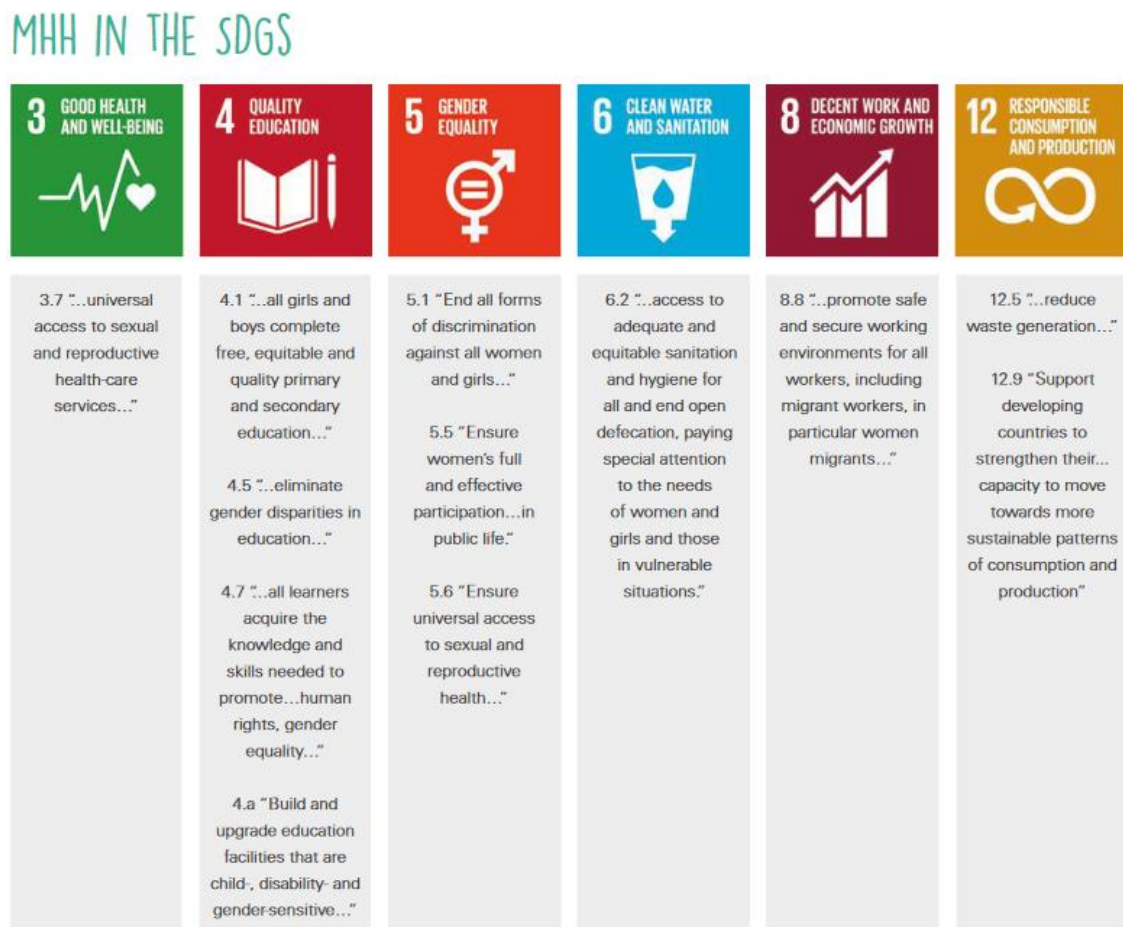 MHH IN THE SDGS
3 GOOD HEALTH
AND WELL-BEING
3.7 "...universal
access to sexual
and reproductive
health-care
services..."
4 QUALITY
EDUCATION
4.1 "...all girls and
boys complete
free, equitable and
quality primary
and secondary
education..."
4.5 "...eliminate
gender disparities in
education..."
4.7 "...all learners
acquire the
knowledge and
skills needed to
promote...human
rights, gender
equality..."
4.a "Build and
upgrade education
facilities that are
child-, disability- and
gender-sensitive..."
5 GENDER
EQUALITY
5.1 "End all forms
of discrimination
against all women
and girls..."
5.5 "Ensure
women's full
and effective
participation...in
public life."
5.6 "Ensure
universal access
to sexual and
reproductive
health..."
6 CLEAN WATER
AND SANITATION
6.2 "...access to
adequate and
equitable sanitation
and hygiene for
all and end open
defecation, paying
special attention
to the needs
of women and
girls and those
in vulnerable
situations."
8 DECENT WORK AND
ECONOMIC GROWTH
8.8 "...promote safe
and secure working
environments for all
workers, including
migrant workers, in
particular women
migrants..."
12 RESPONSIBLE
CONSUMPTION
AND PRODUCTION
12.5 "...reduce
waste generation..."
12.9 "Support
developing
countries to
strengthen their...
capacity to move
towards more
sustainable patterns
of consumption and
production"